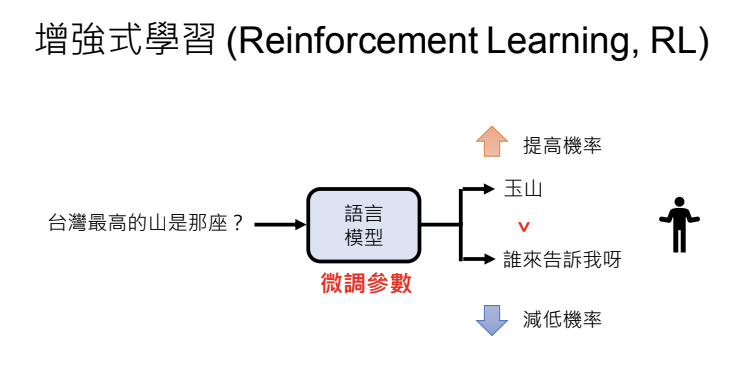 增強式學習 (Reinforcement Learning, RL)
提高機率
台灣最高的山是那座？
語言
模型
微調參數
玉山
v
誰來告訴我呀
減低機率